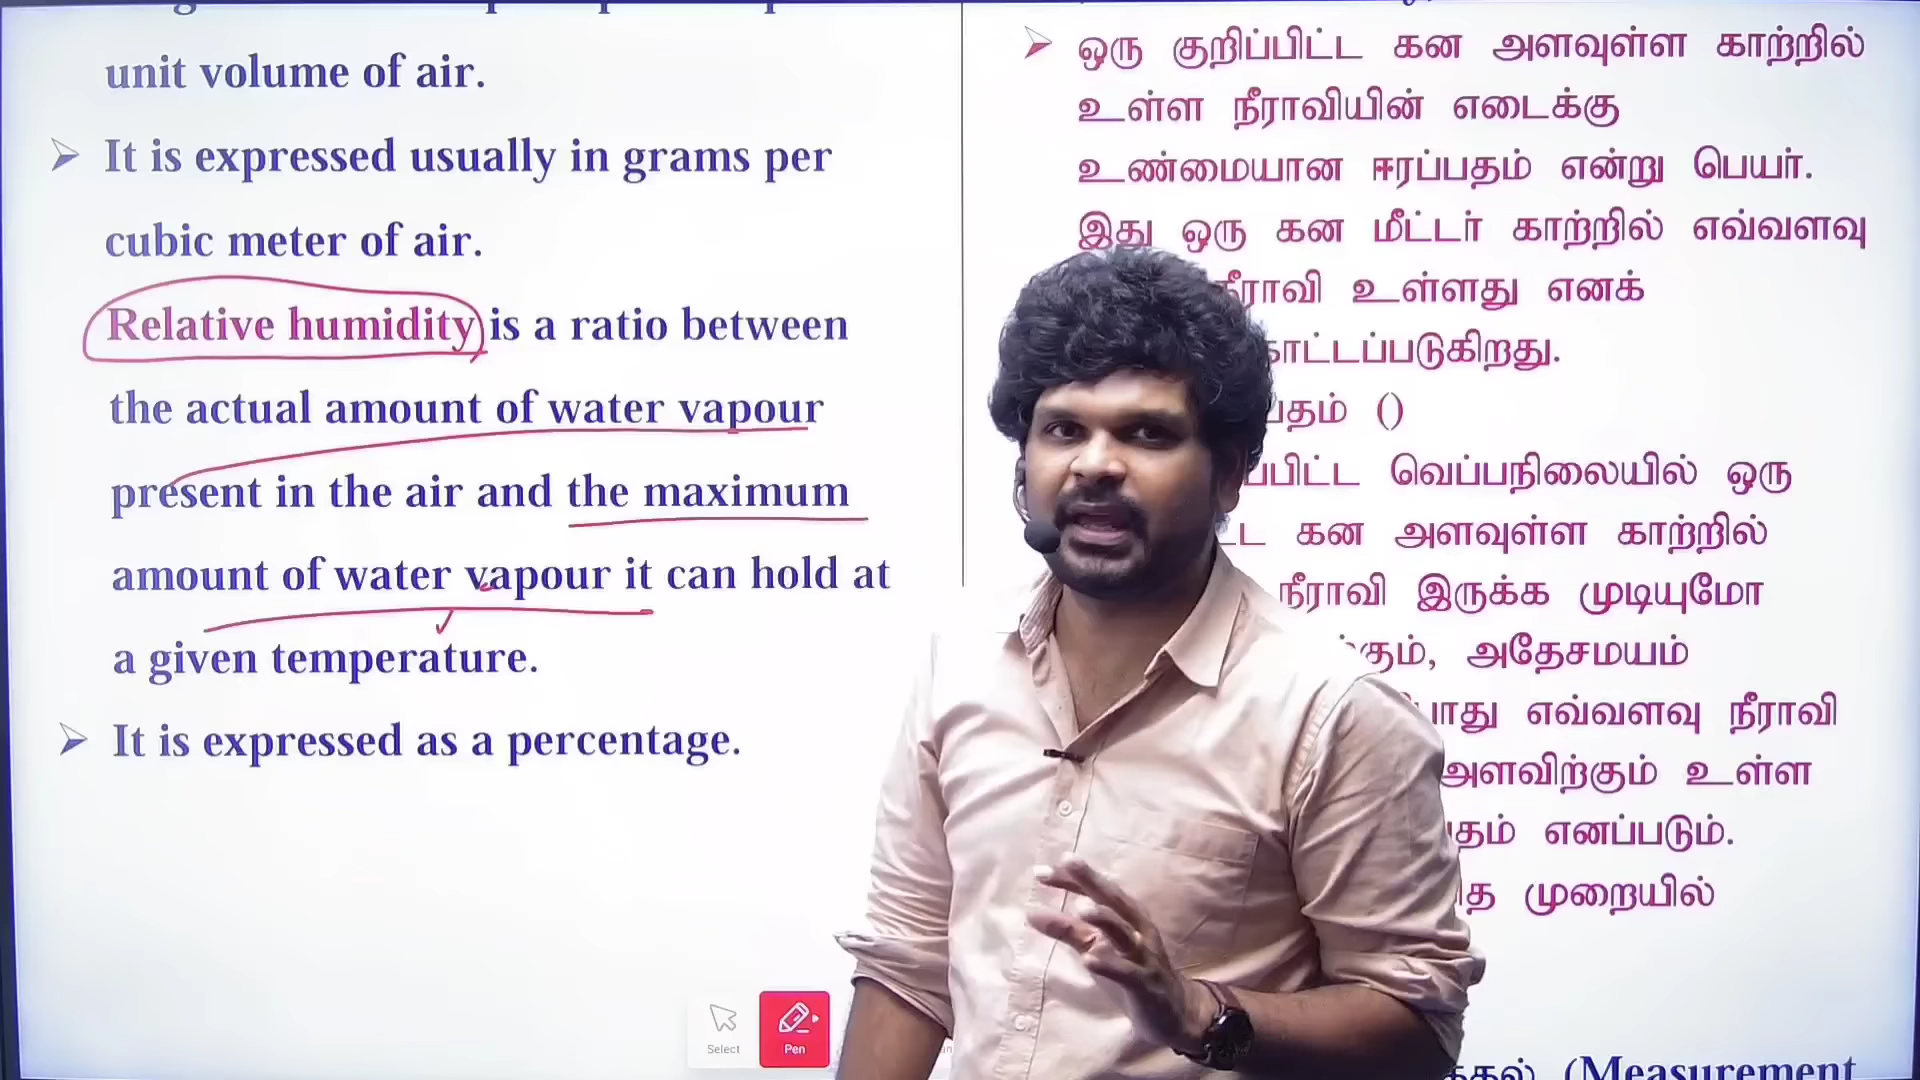 unit volume of air.
It is expressed usually in grams per
cubic meter of air.
Relative humidity is a ratio between
the actual amount of water vapour
present in the air and the maximum
amount of water vapour it can hold at
a given temperature.
It is expressed as a percentage.
ஒரு குறிப்பிட்ட கன அளவுள்ள காற்றில்
உள்ள நீராவியின் எடைக்கு
உண்மையான ஈரப்பதம் என்று பெயர்.
இது ஒரு கன மீட்டர் காற்றில் எவ்வளவு
நீராவி உள்ளது எனக்
()
வெப்பநிலையில் ஒரு
கன அளவுள்ள காற்றில்
நீராவி இருக்க முடியுமோ
அதேசமயம்
எவ்வளவு நீராவி
அளவிற்கும் உள்ள
எனப்படும்.
முறையில்
(Measurement
Select
Pen